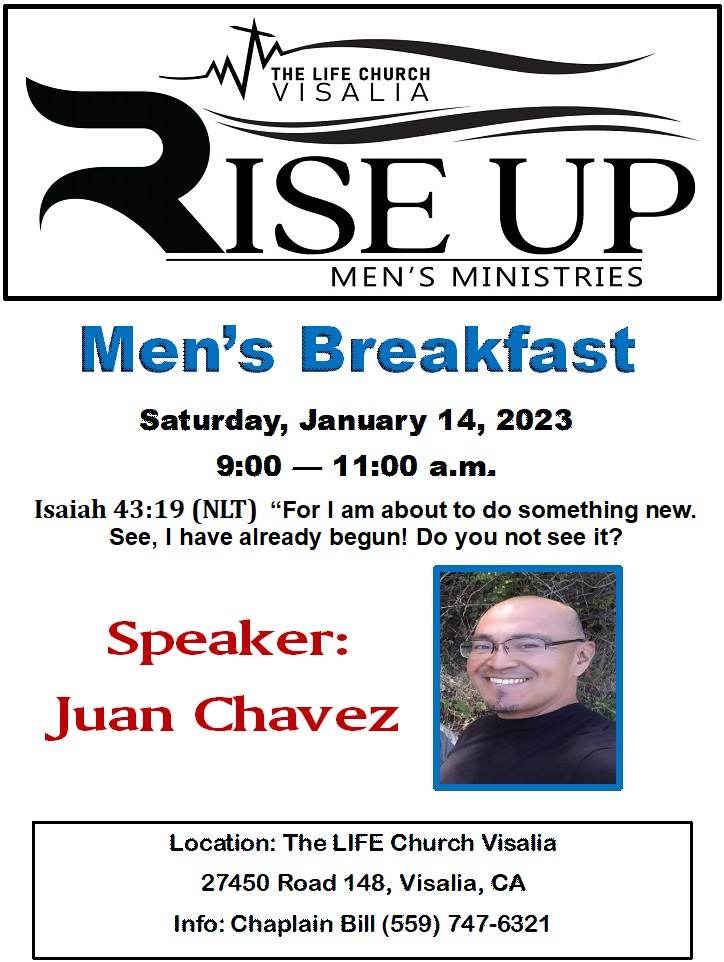 THE LIFE CHURCH
VISALIA
RISE UP
MEN'S MINISTRIES
Men's Breakfast
Saturday, January 14, 2023
9:00 — 11:00 a.m.
Isaiah 43:19 (NLT) “For I am about to do something new.
See, I have already begun! Do you not see it?
Speaker:
Juan Chavez
Location: The LIFE Church Visalia
27450 Road 148, Visalia, CA
Info: Chaplain Bill (559) 747-6321